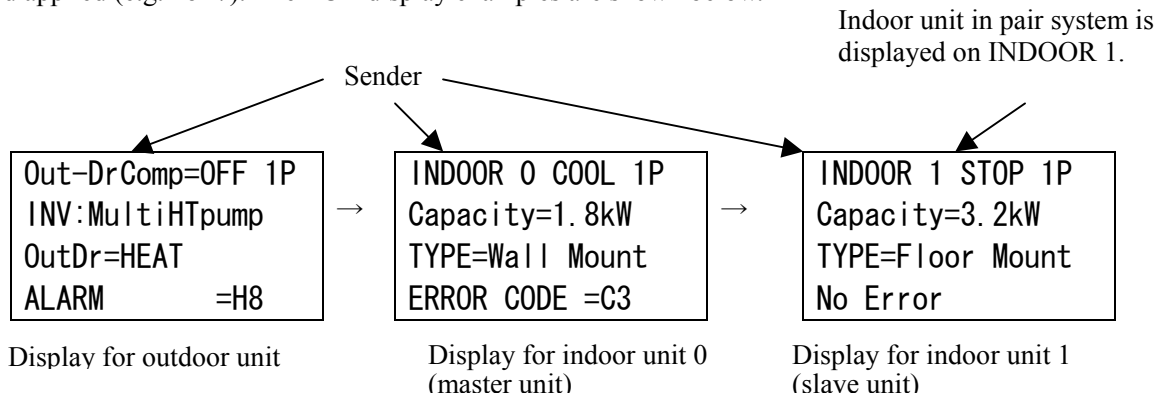 Indoor unit in pair system is
displayed on INDOOR 1.
Sender
Out-DrComp=OFF 1P
INV:MultiHTpump
OutDr=HEAT
ALARM =H8
→
INDOOR 0 COOL 1P
Capacity=1.8kW
TYPE=Wall Mount
ERROR CODE =C3
→
INDOOR 1 STOP 1P
Capacity=3.2kW
TYPE=Floor Mount
No Error
Display for outdoor unit
Display for indoor unit 0
(master unit)
Display for indoor unit 1
(slave unit)